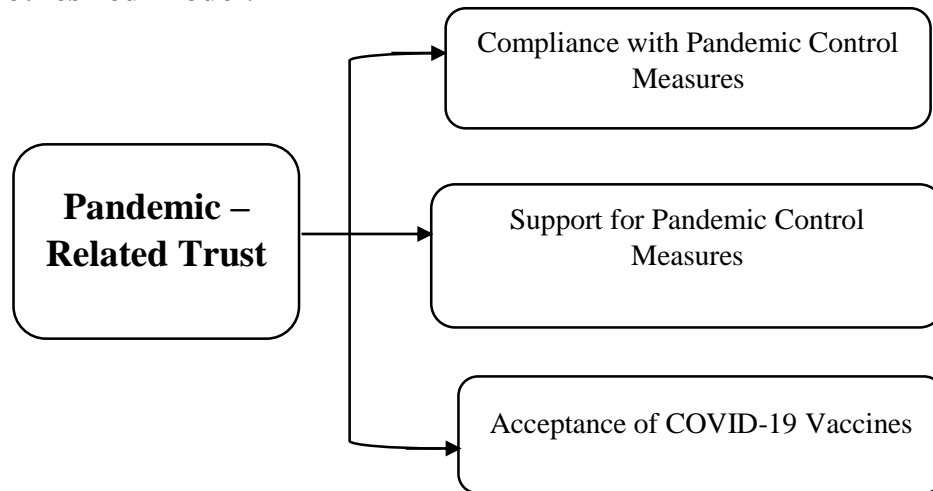 Compliance with Pandemic Control
Measures
Pandemic –
Related Trust
Support for Pandemic Control
Measures
Acceptance of COVID-19 Vaccines